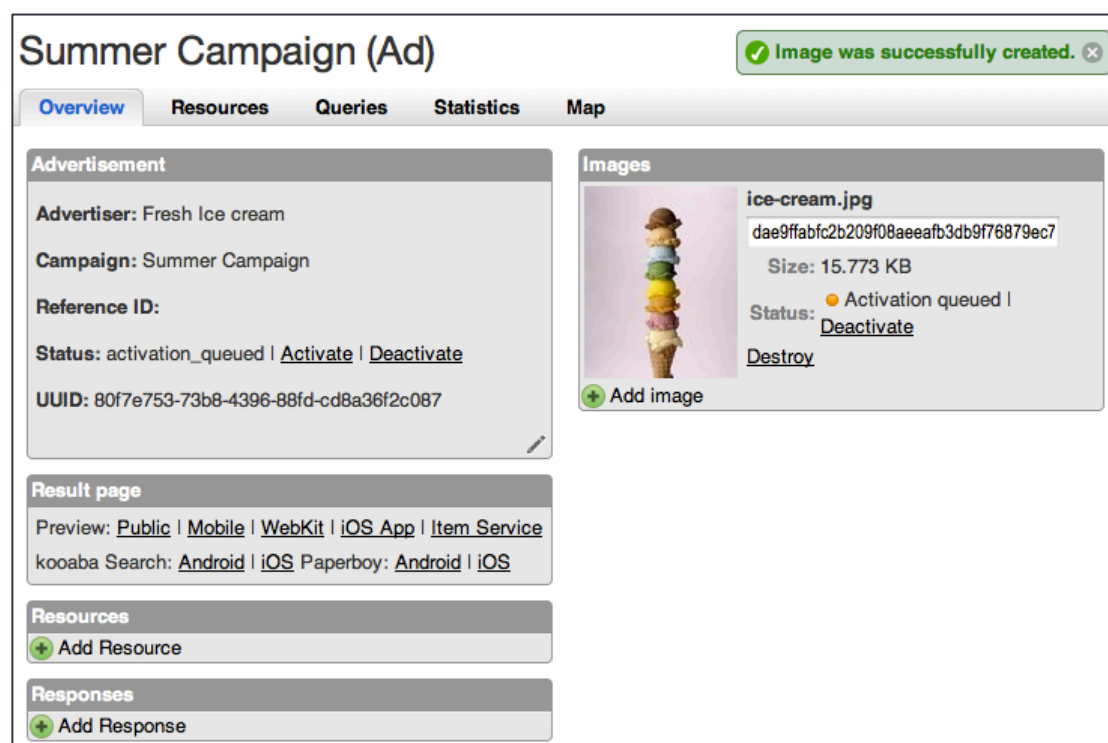 Summer Campaign (Ad)
Image was successfully created.
Overview Resources Queries Statistics Map
Advertisement
Advertiser: Fresh Ice cream
Campaign: Summer Campaign
Reference ID:
Status: activation_queued | Activate | Deactivate
UUID: 80f7e753-73b8-4396-88fd-cd8a36f2c087
Result page
Preview: Public | Mobile | WebKit | iOS App | Item Service
kooaba Search: Android | iOS Paperboy: Android | iOS
Resources
Add Resource
Responses
Add Response
Images
ice-cream.jpg
dae9ffabfc2b209f08aeeafb3db9f76879ec7
Size: 15.773 KB
Status: Activation queued |
Deactivate
Destroy
Add image